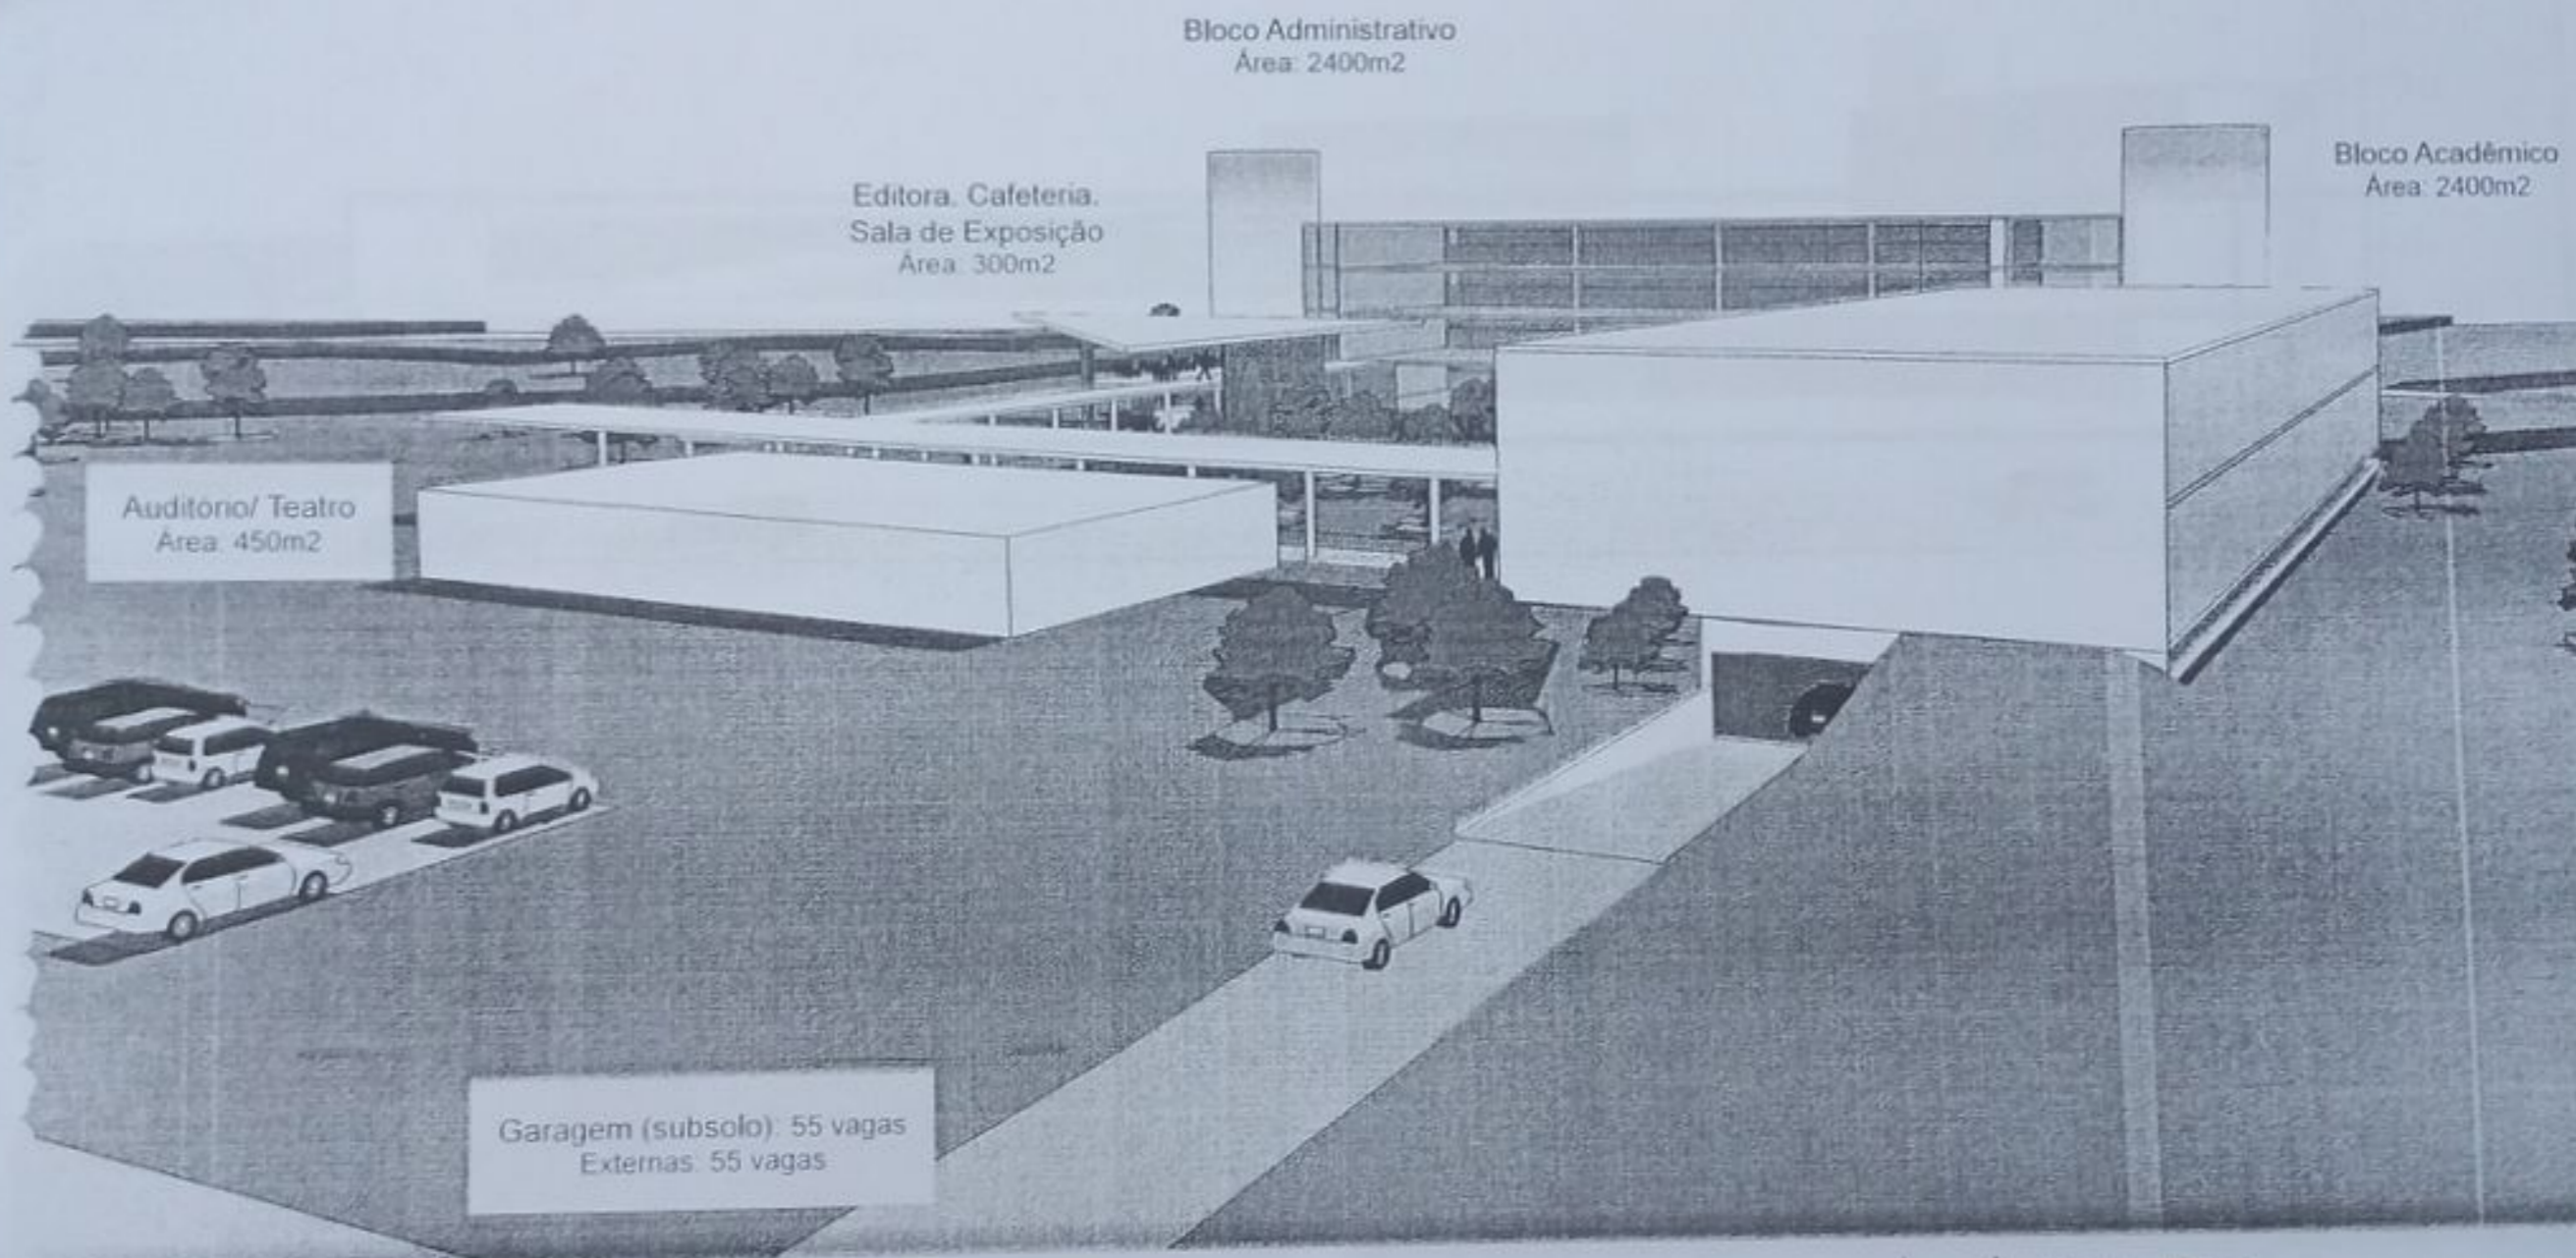 Bloco Administrativo
Área: 2400m2
Bloco Acadêmico
Área: 2400m2
Editora, Cafeteria,
Sala de Exposição
Área: 300m2
Auditório/ Teatro
Área: 450m2
Garagem (subsolo): 55 vagas
Externas: 55 vagas